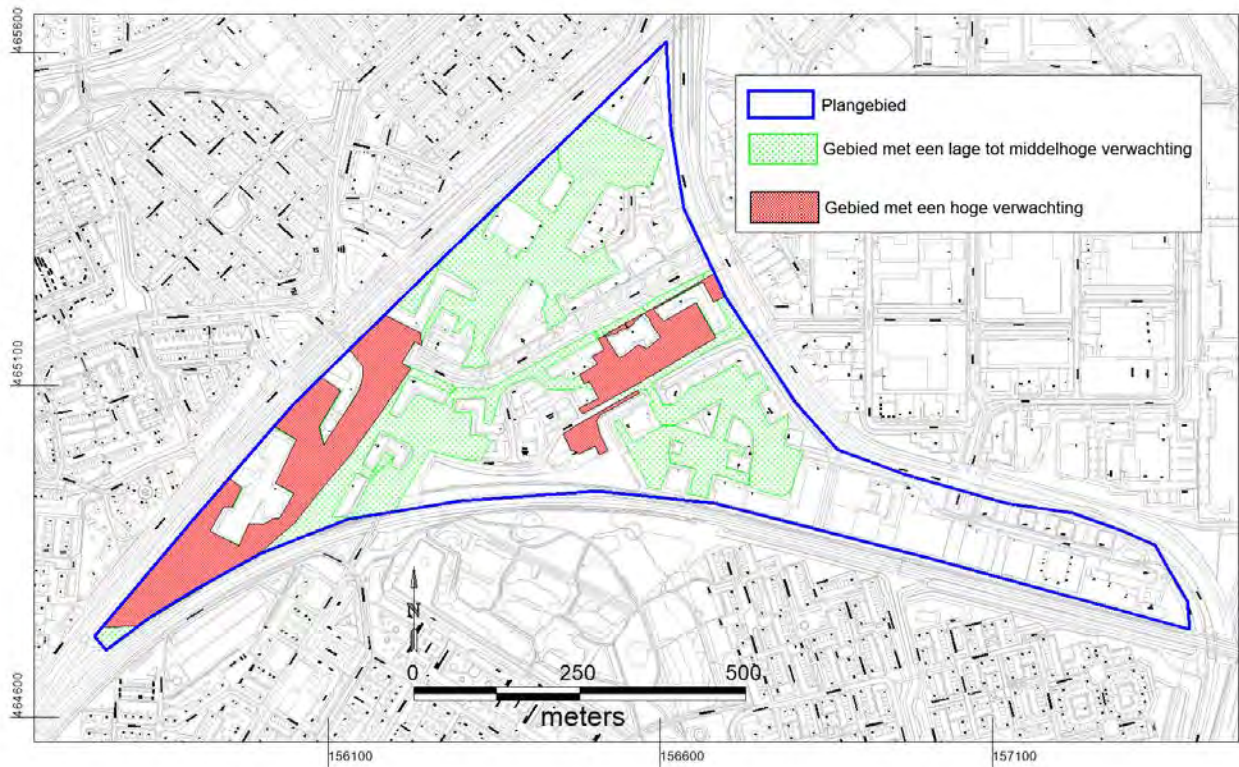 465600
Plangebied
Gebied met een lage tot middelhoge verwachting
Gebied met een hoge verwachting
465100
N
0 250 500
meters
464600
156100
156600
157100